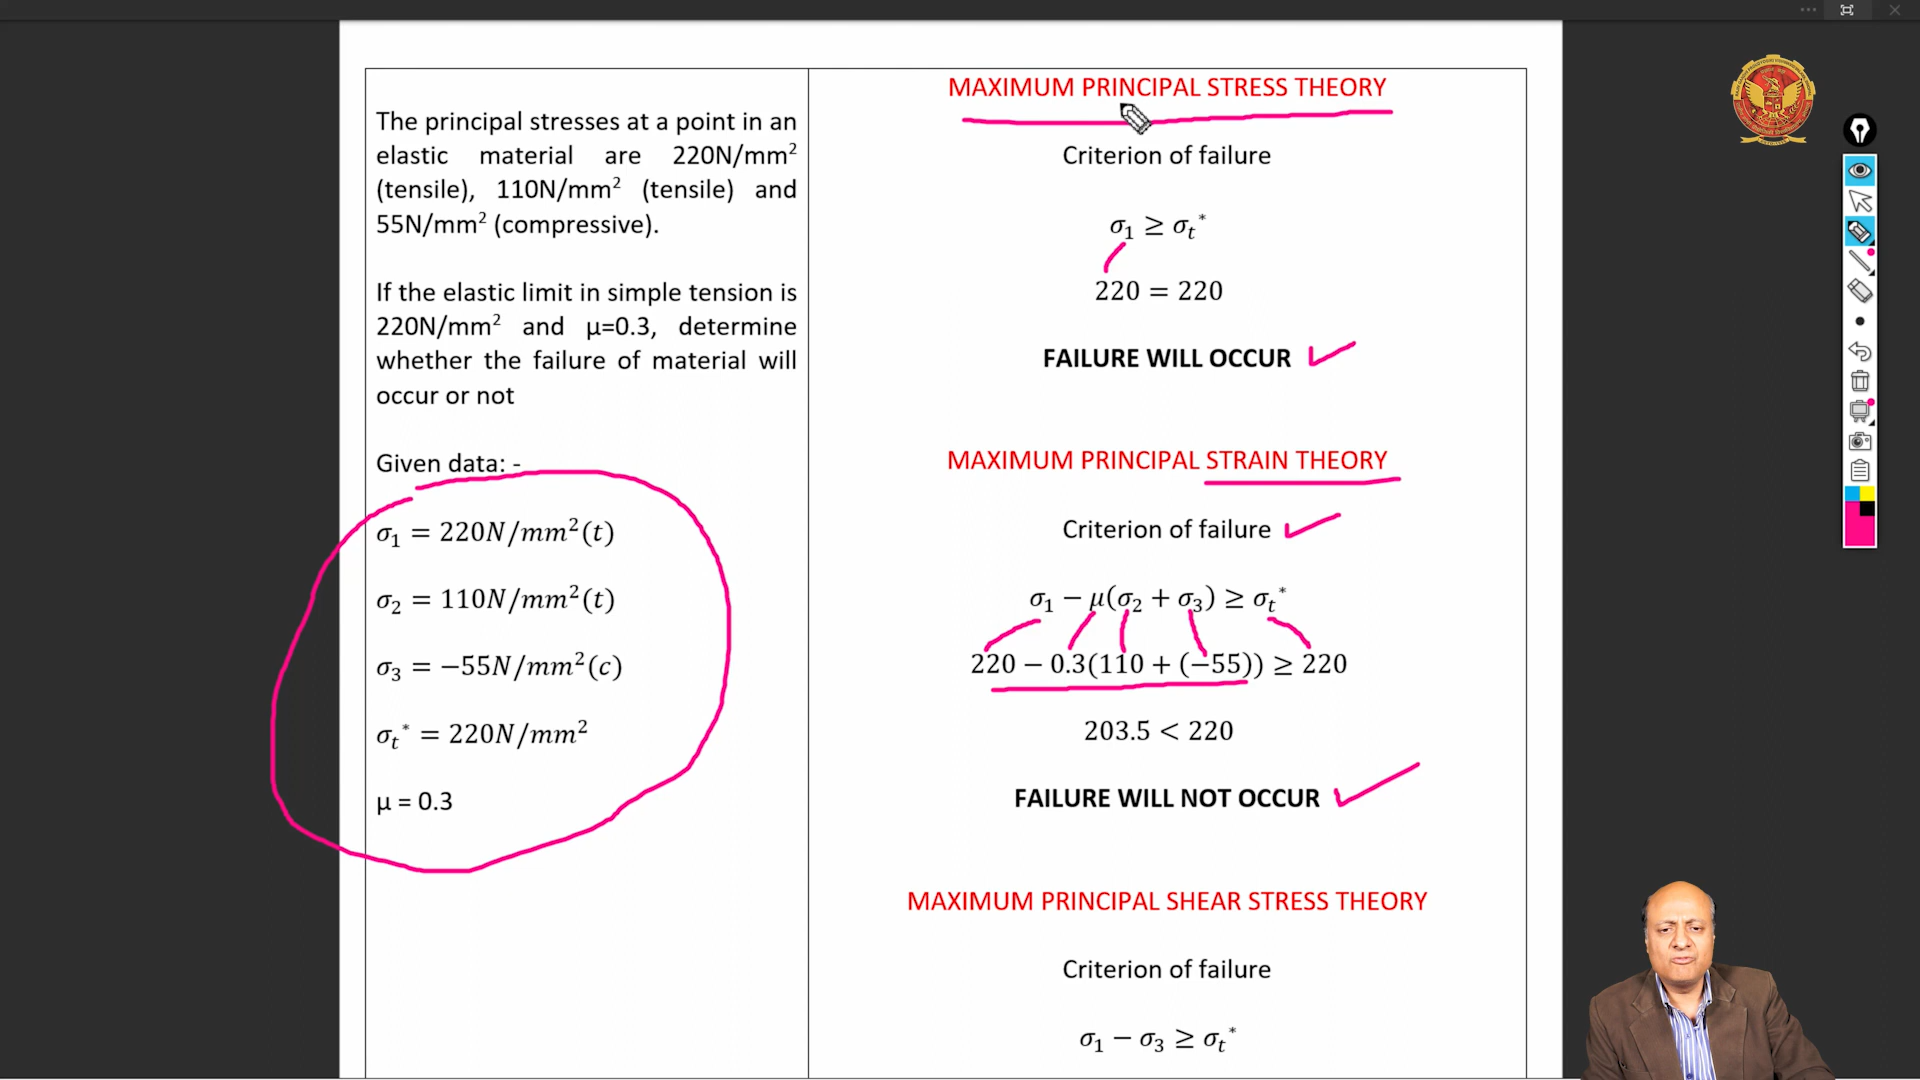 The principal stresses at a point in an
elastic material are 220N/mm²
(tensile), 110N/mm² (tensile) and
55N/mm² (compressive).
If the elastic limit in simple tension is
220N/mm² and µ=0.3, determine
whether the failure of material will
occur or not
Given data: -
σ₁ = 220N/mm²(t)
σ₂ = 110N/mm²(t)
σ₃ = −55N/mm²(c)
σₜ* = 220N/mm²
µ = 0.3
MAXIMUM PRINCIPAL STRESS THEORY
Criterion of failure
σ₁ ≥ σₜ*
220 = 220
FAILURE WILL OCCUR
MAXIMUM PRINCIPAL STRAIN THEORY
Criterion of failure
σ₁ − μ(σ₂ + σ₃) ≥ σₜ*
220 − 0.3(110 + (−55)) ≥ 220
203.5 < 220
FAILURE WILL NOT OCCUR
MAXIMUM PRINCIPAL SHEAR STRESS THEORY
Criterion of failure
σ₁ − σ₃ ≥ σₜ*